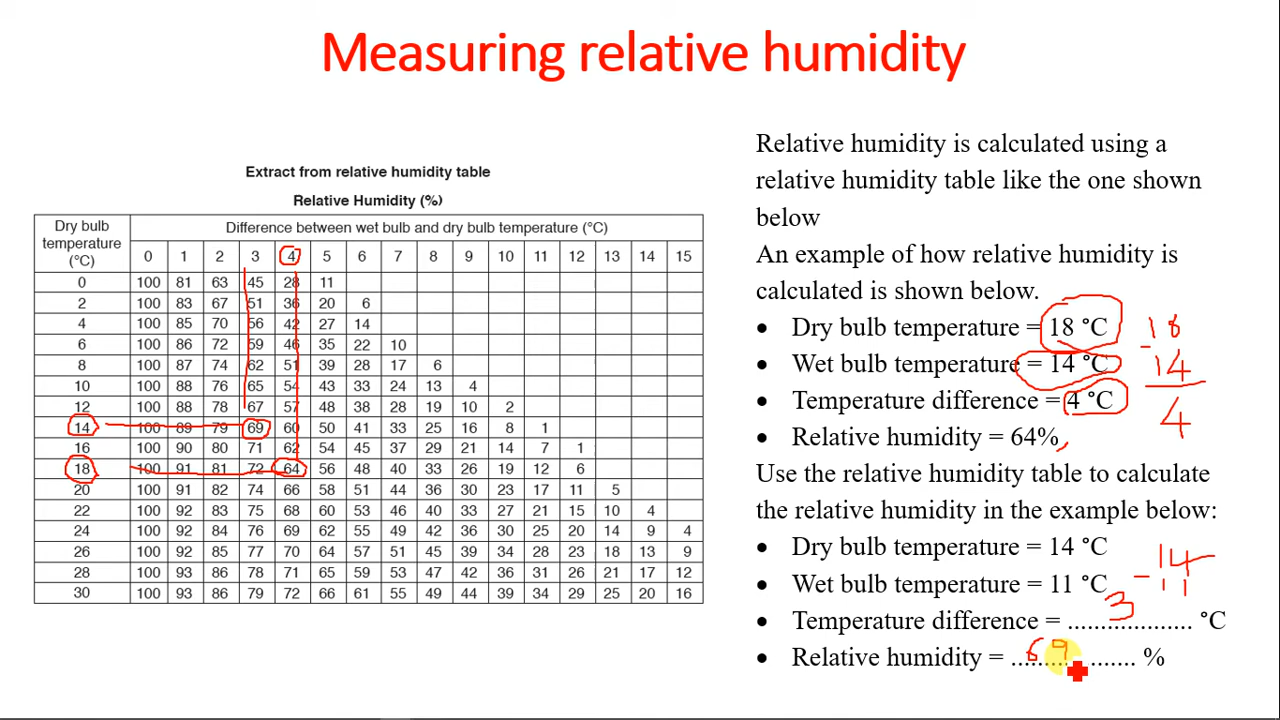 Measuring relative humidity
Extract from relative humidity table
Relative Humidity (%)
Dry bulb temperature (°C)
Difference between wet bulb and dry bulb temperature (°C)
0 1 2 3 4 5 6 7 8 9 10 11 12 13 14 15
0 100 81 63 45 28 11
2 100 83 67 51 36 20 6
4 100 85 70 56 42 27 14
6 100 86 72 59 46 35 22 10
8 100 87 74 62 51 39 28 17 6
10 100 88 76 65 54 43 33 24 13 4
12 100 88 78 67 57 48 38 28 19 10 2
14 100 89 79 69 60 50 41 33 25 16 8 1
16 100 90 80 71 62 54 45 37 29 21 14 7 1
18 100 91 81 72 64 56 48 40 33 26 19 12 6
20 100 91 82 74 66 58 51 44 36 30 23 17 11 5
22 100 92 83 75 68 60 53 46 40 33 27 21 15 10 4
24 100 92 84 76 69 62 55 49 42 36 30 25 20 14 9 4
26 100 92 85 77 70 64 57 51 45 39 34 28 23 18 13 9
28 100 93 86 78 71 65 59 53 47 42 36 31 26 21 17 12
30 100 93 86 79 72 66 61 55 49 44 39 34 29 25 20 16
Relative humidity is calculated using a
relative humidity table like the one shown
below
An example of how relative humidity is
calculated is shown below.
• Dry bulb temperature = 18 °C
• Wet bulb temperature = 14 °C
• Temperature difference = 4 °C
• Relative humidity = 64%
18
- 14
4
Use the relative humidity table to calculate
the relative humidity in the example below:
• Dry bulb temperature = 14 °C
• Wet bulb temperature = 11 °C
• Temperature difference = ...3... °C
• Relative humidity = ...69... %
14
- 11